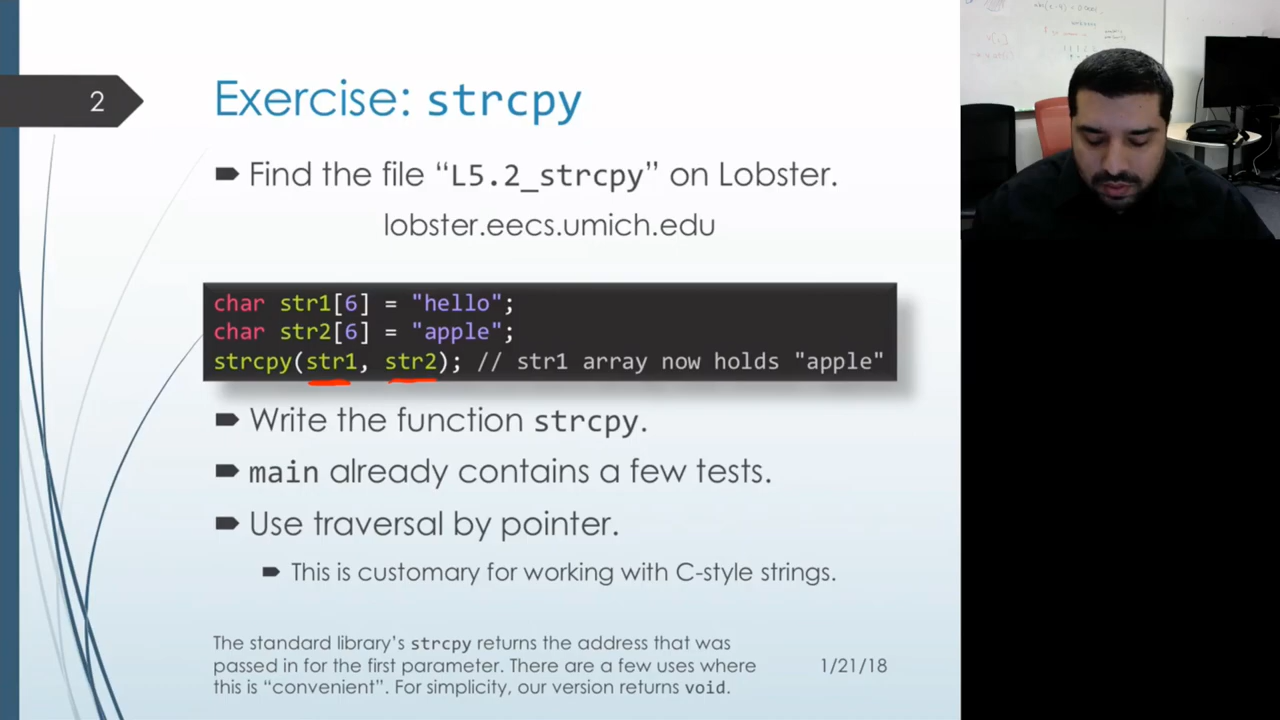 2
Exercise: strcpy
Find the file “L5.2_strcpy” on Lobster.
lobster.eecs.umich.edu
char str1[6] = "hello";
char str2[6] = "apple";
strcpy(str1, str2); // str1 array now holds "apple"
Write the function strcpy.
main already contains a few tests.
Use traversal by pointer.
This is customary for working with C-style strings.
The standard library’s strcpy returns the address that was
passed in for the first parameter. There are a few uses where
this is “convenient”. For simplicity, our version returns void.
1/21/18